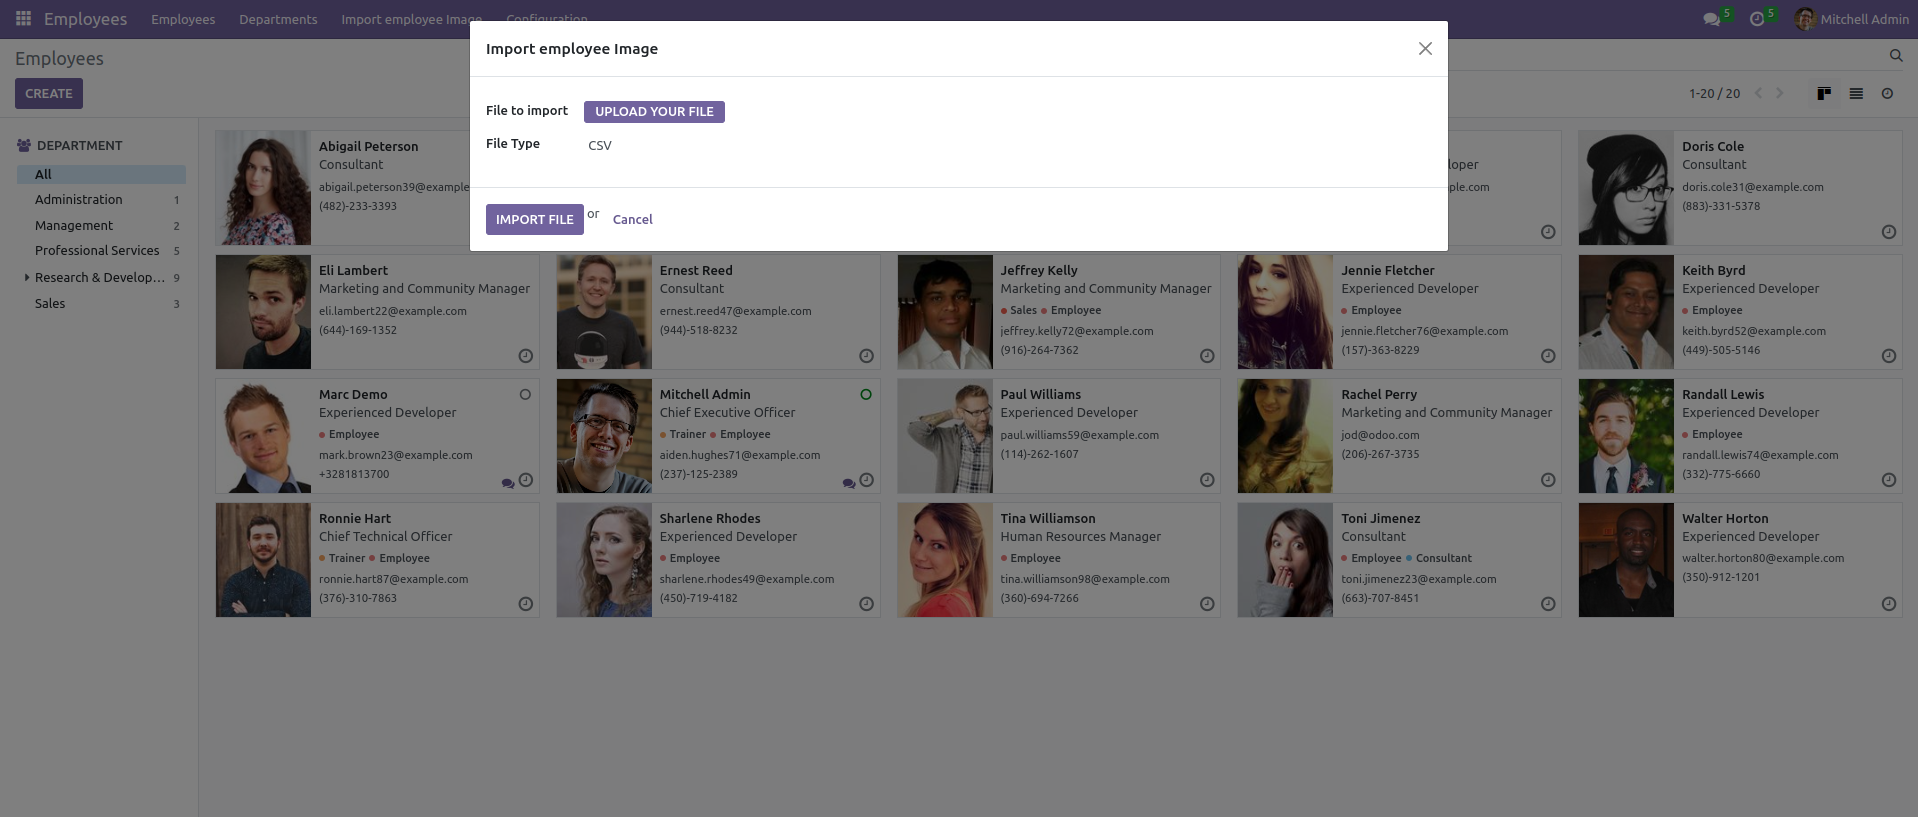 Employees Employees Departments Import employee Image Configuration 5 5 Mitchell Admin
Import employee Image
Employees
CREATE
1-20 / 20
File to import UPLOAD YOUR FILE
File Type CSV
IMPORT FILE or Cancel
DEPARTMENT
All
Administration 1
Management 2
Professional Services 5
Research & Develop... 9
Sales 3
Abigail Peterson
Consultant
abigail.peterson39@example
(482)-233-3393
Doris Cole
Consultant
doris.cole31@example.com
(883)-331-5378
Eli Lambert
Marketing and Community Manager
eli.lambert22@example.com
(644)-169-1352
Ernest Reed
Consultant
ernest.reed47@example.com
(944)-518-8232
Jeffrey Kelly
Marketing and Community Manager
Sales Employee
jeffrey.kelly72@example.com
(916)-264-7362
Jennie Fletcher
Experienced Developer
Employee
jennie.fletcher76@example.com
(157)-363-8229
Keith Byrd
Experienced Developer
Employee
keith.byrd52@example.com
(449)-505-5146
Marc Demo
Experienced Developer
Employee
mark.brown23@example.com
+3281813700
Mitchell Admin
Chief Executive Officer
Trainer Employee
aiden.hughes71@example.com
(237)-125-2389
Paul Williams
Experienced Developer
paul.williams59@example.com
(114)-262-1607
Rachel Perry
Marketing and Community Manager
jod@odoo.com
(206)-267-3735
Randall Lewis
Experienced Developer
Employee
randall.lewis74@example.com
(332)-775-6660
Ronnie Hart
Chief Technical Officer
Trainer Employee
ronnie.hart87@example.com
(376)-310-7863
Sharlene Rhodes
Experienced Developer
Employee
sharlene.rhodes49@example.com
(450)-719-4182
Tina Williamson
Human Resources Manager
Employee
tina.williamson98@example.com
(360)-694-7266
Toni Jimenez
Consultant
Employee Consultant
toni.jimenez23@example.com
(663)-707-8451
Walter Horton
Experienced Developer
walter.horton80@example.com
(350)-912-1201